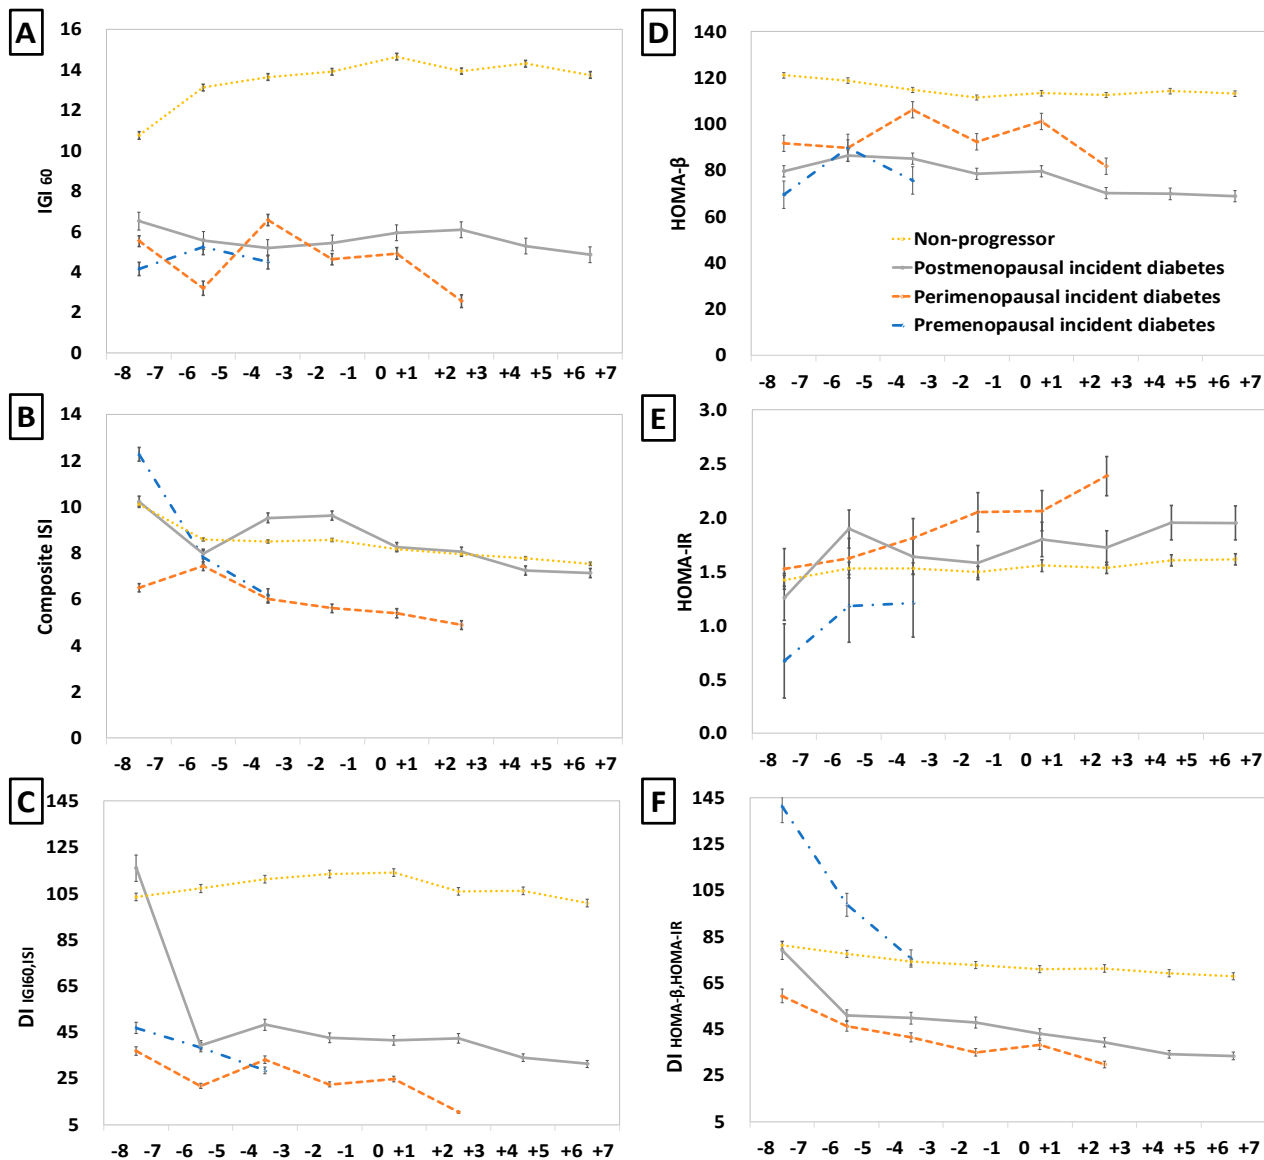 A
IGI 60
16
14
12
10
8
6
4
2
0
-8 -7 -6 -5 -4 -3 -2 -1 0 +1 +2 +3 +4 +5 +6 +7
D
HOMA-β
140
120
100
80
60
40
20
0
Non-progressor
Postmenopausal incident diabetes
Perimenopausal incident diabetes
Premenopausal incident diabetes
-8 -7 -6 -5 -4 -3 -2 -1 0 +1 +2 +3 +4 +5 +6 +7
B
Composite ISI
14
12
10
8
6
4
2
0
-8 -7 -6 -5 -4 -3 -2 -1 0 +1 +2 +3 +4 +5 +6 +7
E
HOMA-IR
3.0
2.5
2.0
1.5
1.0
0.5
0.0
-8 -7 -6 -5 -4 -3 -2 -1 0 +1 +2 +3 +4 +5 +6 +7
C
DI IGI60,ISI
145
125
105
85
65
45
25
5
-8 -7 -6 -5 -4 -3 -2 -1 0 +1 +2 +3 +4 +5 +6 +7
F
DI HOMA-β,HOMA-IR
145
125
105
85
65
45
25
5
-8 -7 -6 -5 -4 -3 -2 -1 0 +1 +2 +3 +4 +5 +6 +7